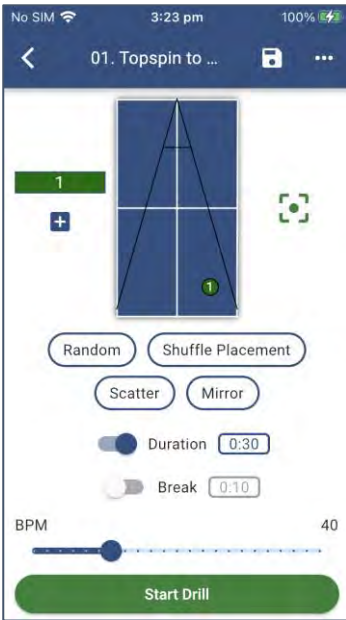 No SIM 3:23 pm 100%
01. Topspin to ...
1
1
Random Shuffle Placement
Scatter Mirror
Duration 0:30
Break 0:10
BPM 40
Start Drill